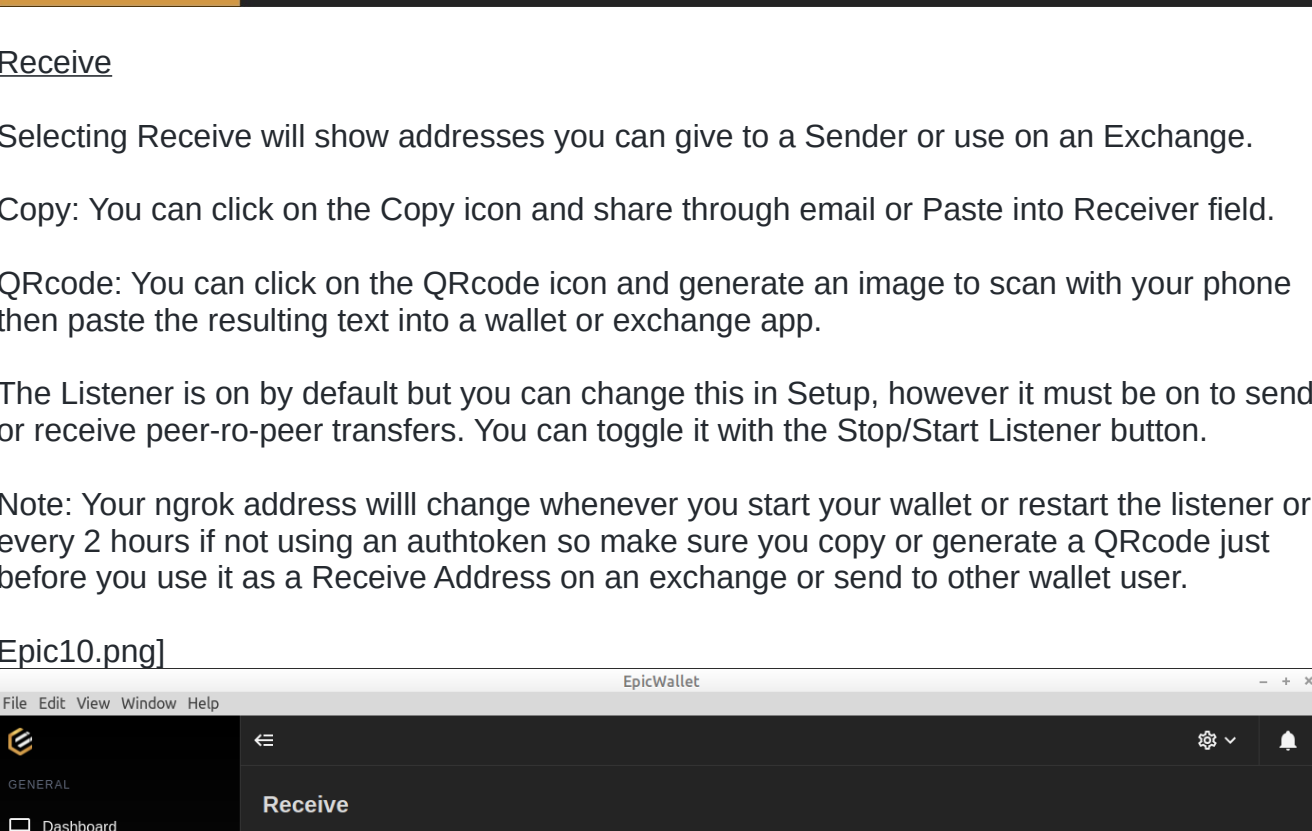 Receive
Selecting Receive will show addresses you can give to a Sender or use on an Exchange.
Copy: You can click on the Copy icon and share through email or Paste into Receiver field.
QRcode: You can click on the QRcode icon and generate an image to scan with your phone
then paste the resulting text into a wallet or exchange app.
The Listener is on by default but you can change this in Setup, however it must be on to send
or receive peer-ro-peer transfers. You can toggle it with the Stop/Start Listener button.
Note: Your ngrok address willl change whenever you start your wallet or restart the listener or
every 2 hours if not using an authtoken so make sure you copy or generate a QRcode just
before you use it as a Receive Address on an exchange or send to other wallet user.
Epic10.png]
EpicWallet
File Edit View Window Help
GENERAL
Receive
Dashboard